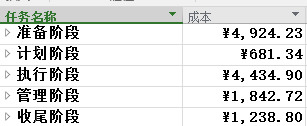 任务名称 成本
准备阶段 ¥4,924.23
计划阶段 ¥681.34
执行阶段 ¥4,434.90
管理阶段 ¥1,842.72
收尾阶段 ¥1,238.80